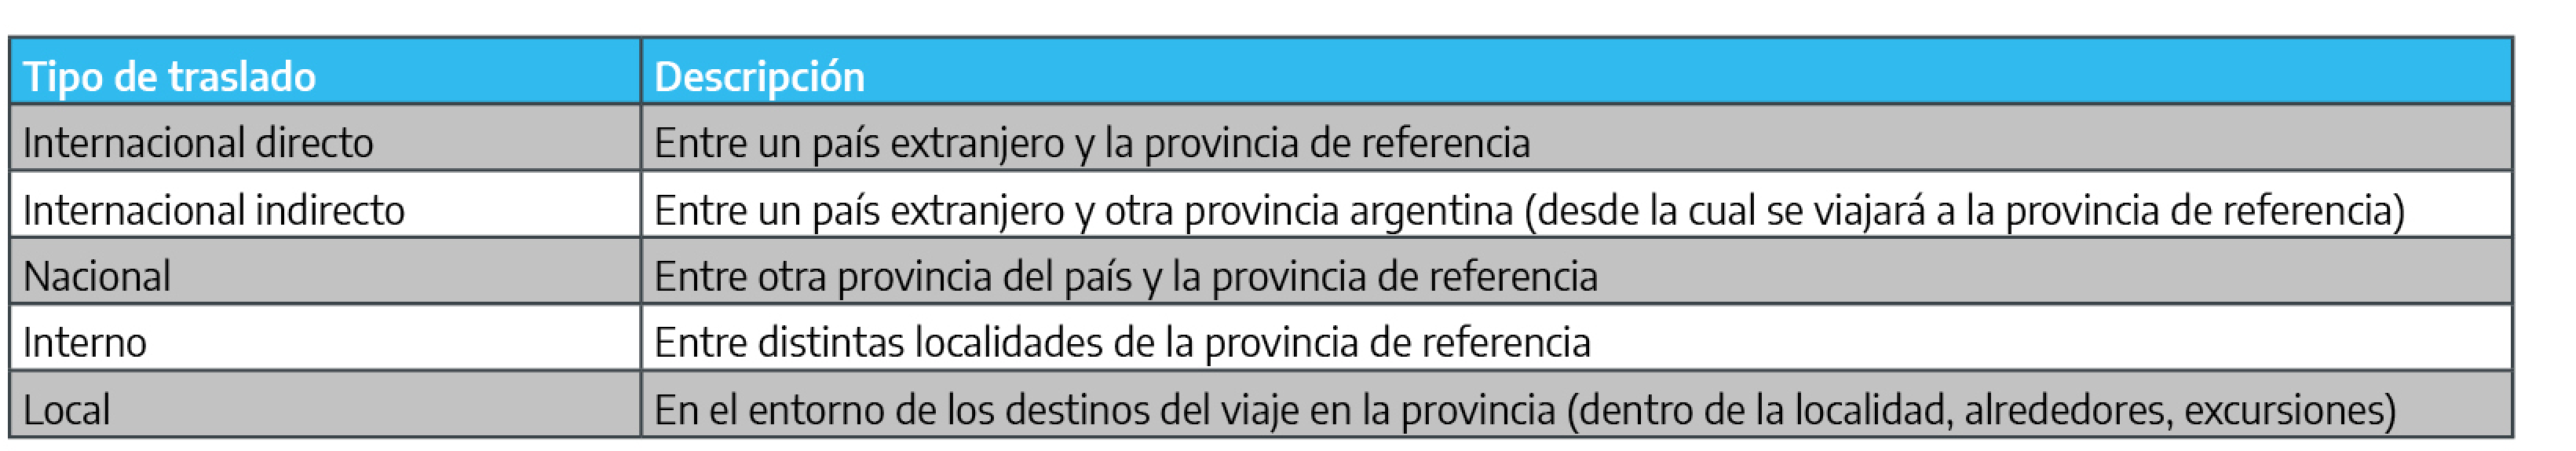 Tipo de traslado Descripción
Internacional directo Entre un país extranjero y la provincia de referencia
Internacional indirecto Entre un país extranjero y otra provincia argentina (desde la cual se viajará a la provincia de referencia)
Nacional Entre otra provincia del país y la provincia de referencia
Interno Entre distintas localidades de la provincia de referencia
Local En el entorno de los destinos del viaje en la provincia (dentro de la localidad, alrededores, excursiones)